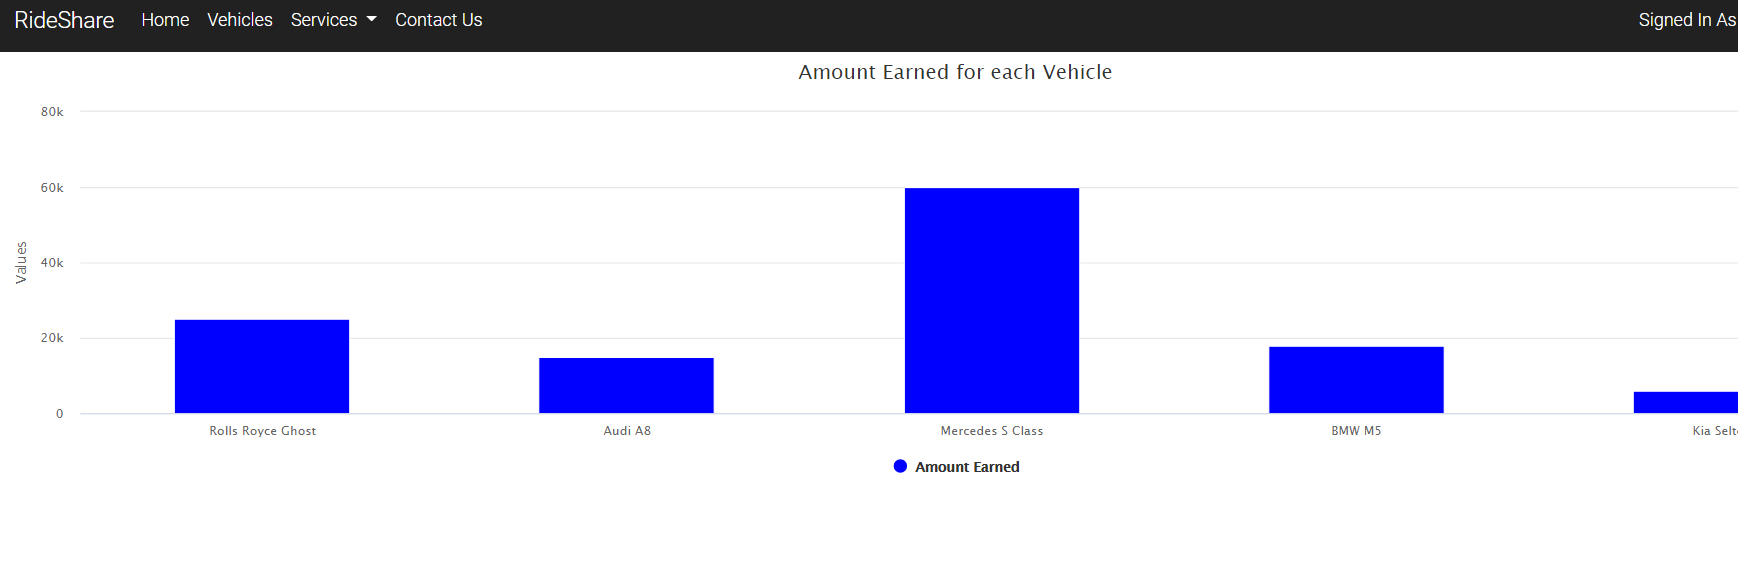 RideShare Home Vehicles Services Contact Us Signed In As
Amount Earned for each Vehicle
80k
60k
40k
20k
0
Values
Rolls Royce Ghost Audi A8 Mercedes S Class BMW M5 Kia Selt
Amount Earned